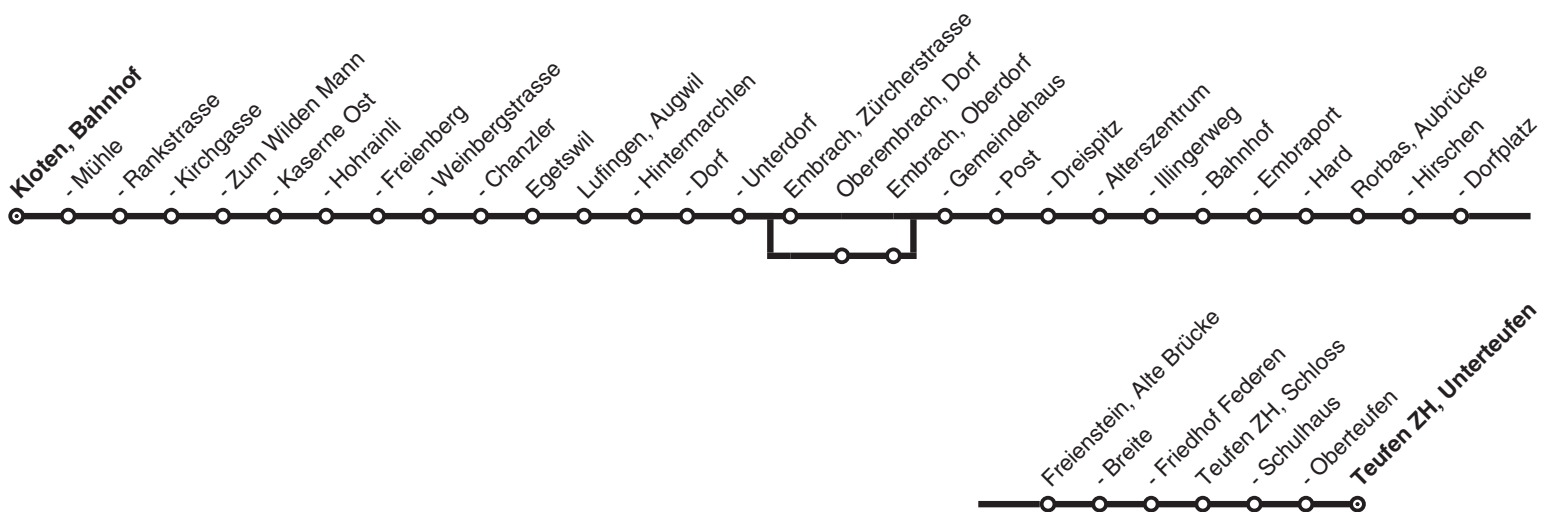 Kloten, Bahnhof
- Mühle
- Rankstrasse
- Kirchgasse
- Zum Wilden Mann
- Kaserne Ost
- Hohrainli
- Freienberg
- Weinbergstrasse
- Chanzler
Egetswil
Lufingen, Augwil
- Hintermarchlen
- Dorf
- Unterdorf
Embrach, Zürcherstrasse
Oberembrach, Dorf
Embrach, Oberdorf
- Gemeindehaus
- Post
- Dreispitz
- Alterszentrum
- Illingerweg
- Bahnhof
- Embraport
- Hard
Rorbas, Aubrücke
- Hirschen
- Dorfplatz
Freienstein, Alte Brücke
- Breite
- Friedhof Federen
Teufen ZH, Schloss
- Schulhaus
- Oberteufen
Teufen ZH, Unterteufen